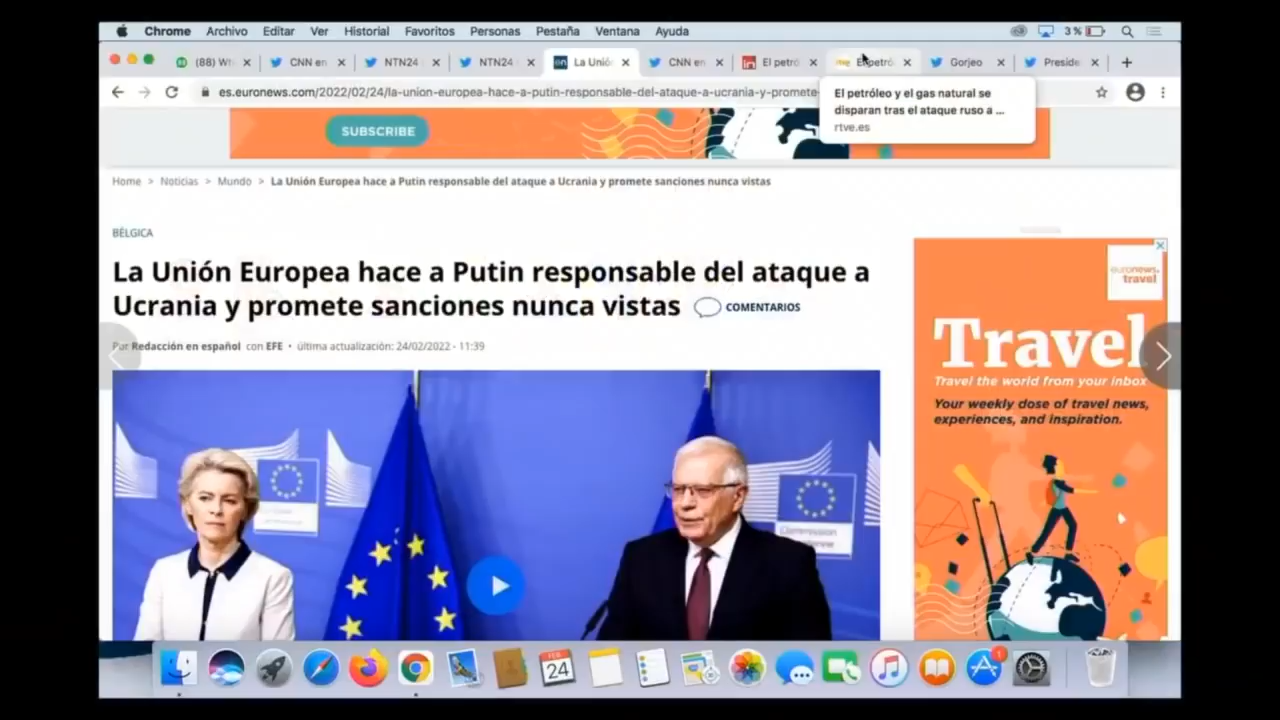 Chrome Archivo Editar Ver Historial Favoritos Personas Pestaña Ventana Ayuda 3 %
(88) Wh CNN en NTN24 NTN24 La Unió CNN en El petró El petró Gorjeo Preside
es.euronews.com/2022/02/24/la-union-europea-hace-a-putin-responsable-del-ataque-a-ucrania-y-promete-
El petróleo y el gas natural se
disparan tras el ataque ruso a ...
rtve.es
SUBSCRIBE
Home > Noticias > Mundo > La Unión Europea hace a Putin responsable del ataque a Ucrania y promete sanciones nunca vistas
BÉLGICA
La Unión Europea hace a Putin responsable del ataque a
Ucrania y promete sanciones nunca vistas COMENTARIOS
Por Redacción en español con EFE • última actualización: 24/02/2022 - 11:39
euronews.
travel
Travel
Travel the world from your inbox
Your weekly dose of travel news,
experiences, and inspiration.
FEB.
24
1